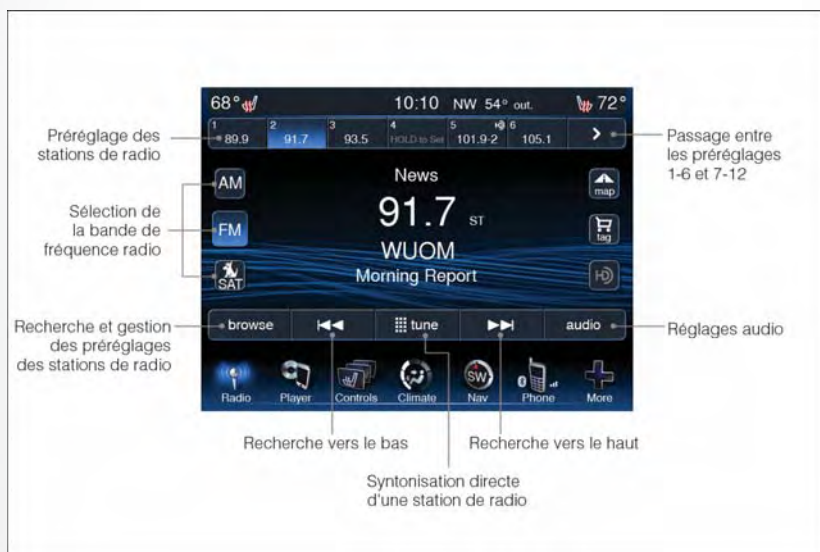 68° 10:10 NW 54° out. 72°
1 89.9 2 91.7 3 93.5 4 HOLD to Set 5 101.9-2 HD 6 105.1 >
Préréglage des
stations de radio
Passage entre
les préréglages
1-6 et 7-12
AM
News
map
Sélection de
la bande de
fréquence radio
FM
91.7 ST
tag
WUOM
SAT
Morning Report
HD
browse tune audio
Recherche et gestion
des préréglages
des stations de radio
Réglages audio
SW
Radio Player Controls Climate Nav Phone More
Recherche vers le bas
Recherche vers le haut
Syntonisation directe
d'une station de radio